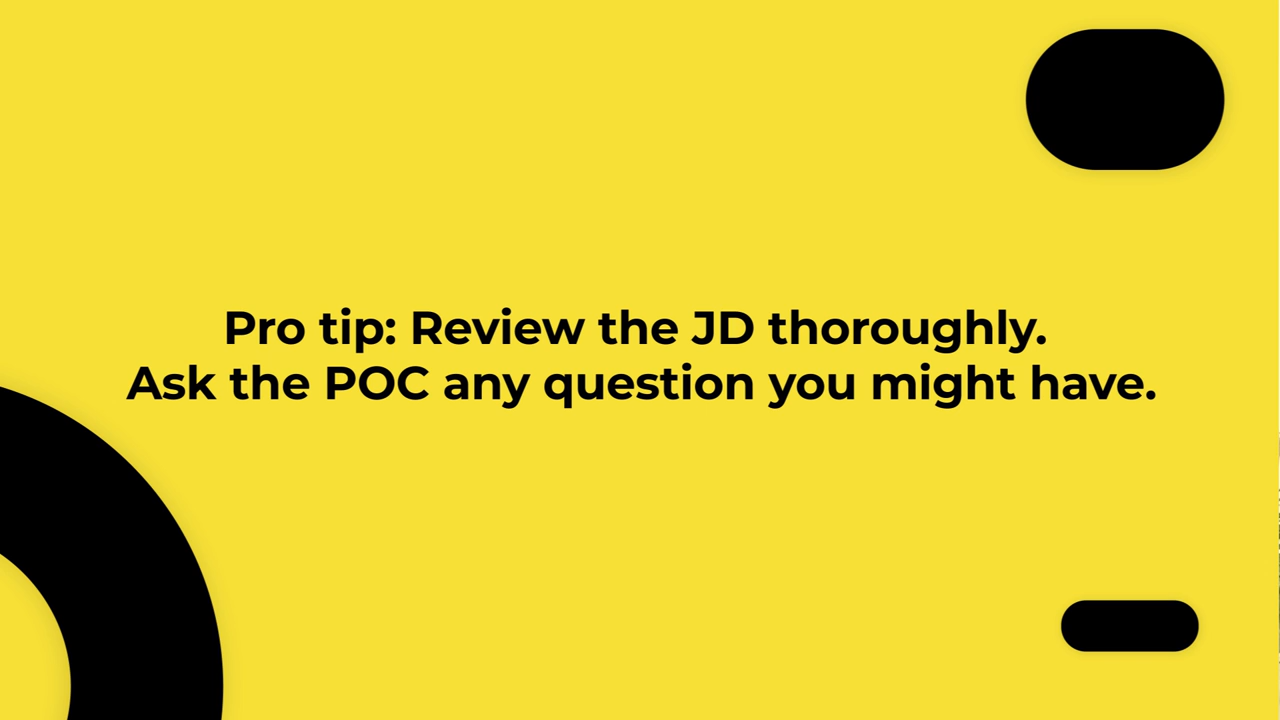 Pro tip: Review the JD thoroughly.
Ask the POC any question you might have.